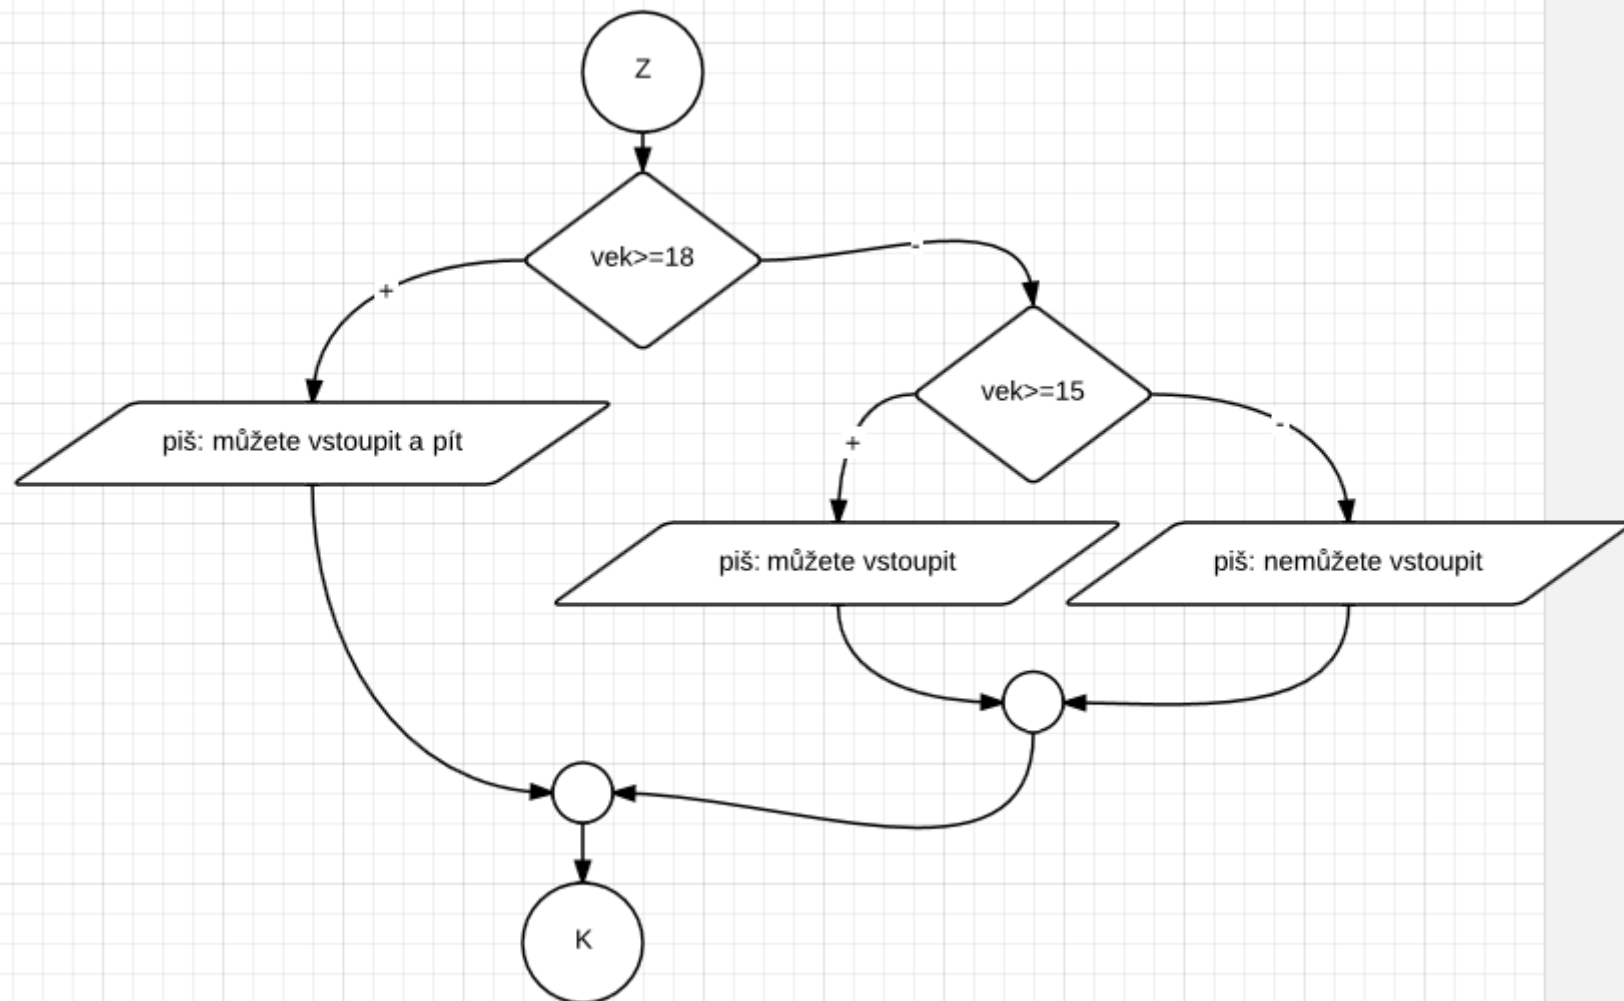 Z
vek>=18
+
-
vek>=15
+
-
piš: můžete vstoupit a pít
piš: můžete vstoupit
piš: nemůžete vstoupit
K